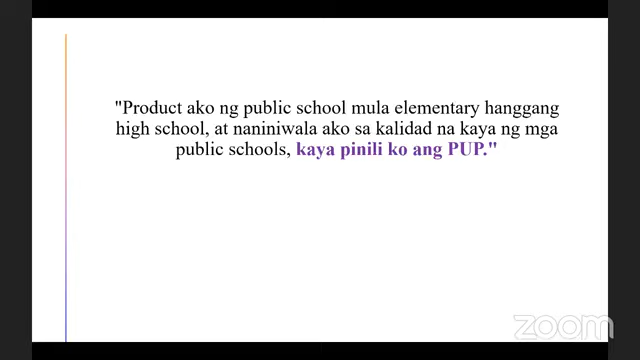 "Product ako ng public school mula elementary hanggang
high school, at naniniwala ako sa kalidad na kaya ng mga
public schools, kaya pinili ko ang PUP."
zoom